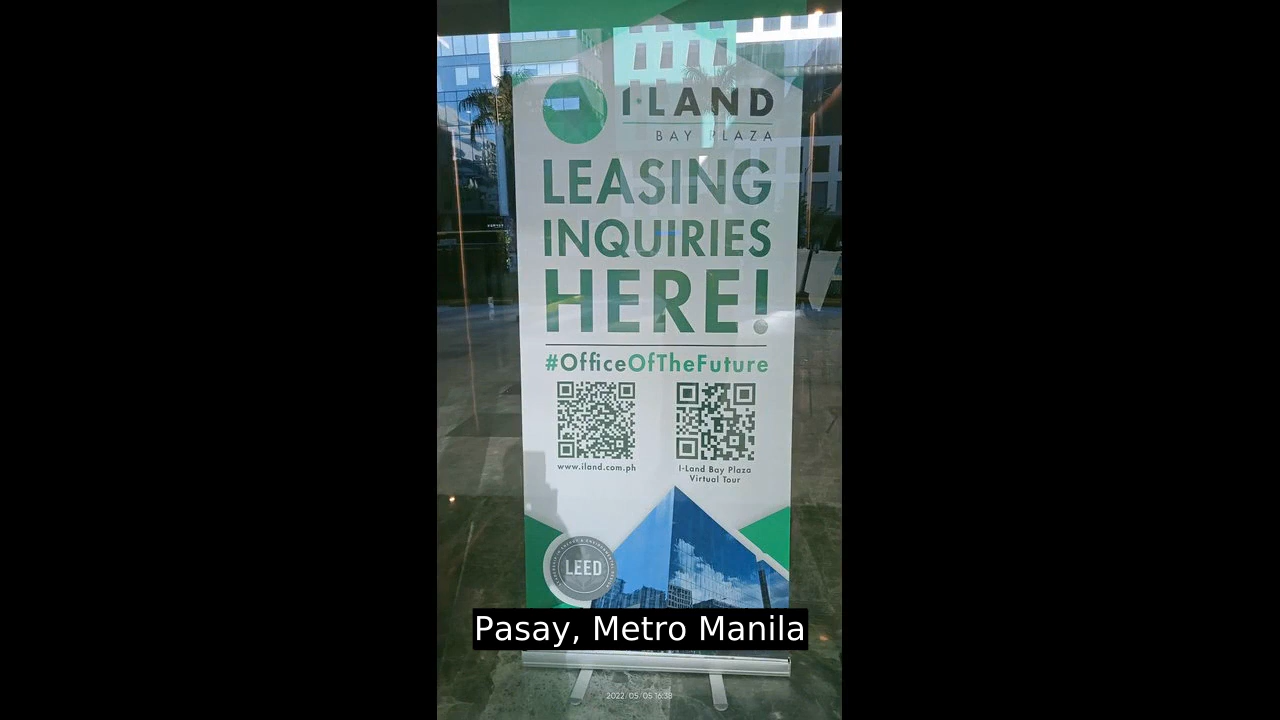 I·LAND
BAY PLAZA
LEASING
INQUIRIES
HERE!
#OfficeOfTheFuture
www.iland.com.ph
I-Land Bay Plaza
Virtual Tour
LEED
Pasay, Metro Manila
2022/05/05 16:38